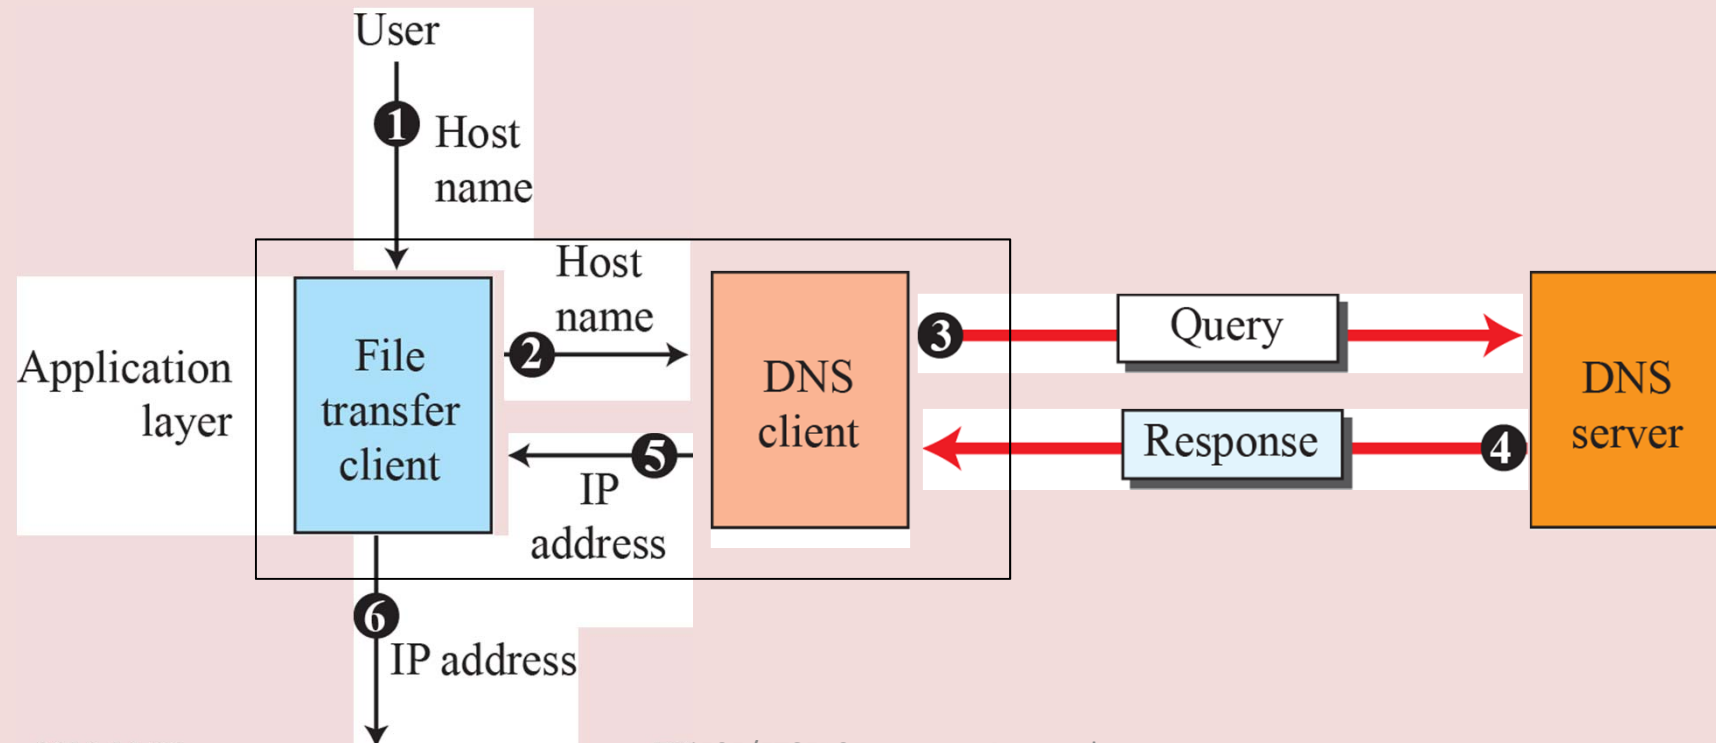 User
1
Host
name
Host
name
2
File
transfer
client
Application
layer
DNS
client
3
Query
DNS
server
Response
4
5
IP
address
6
IP address